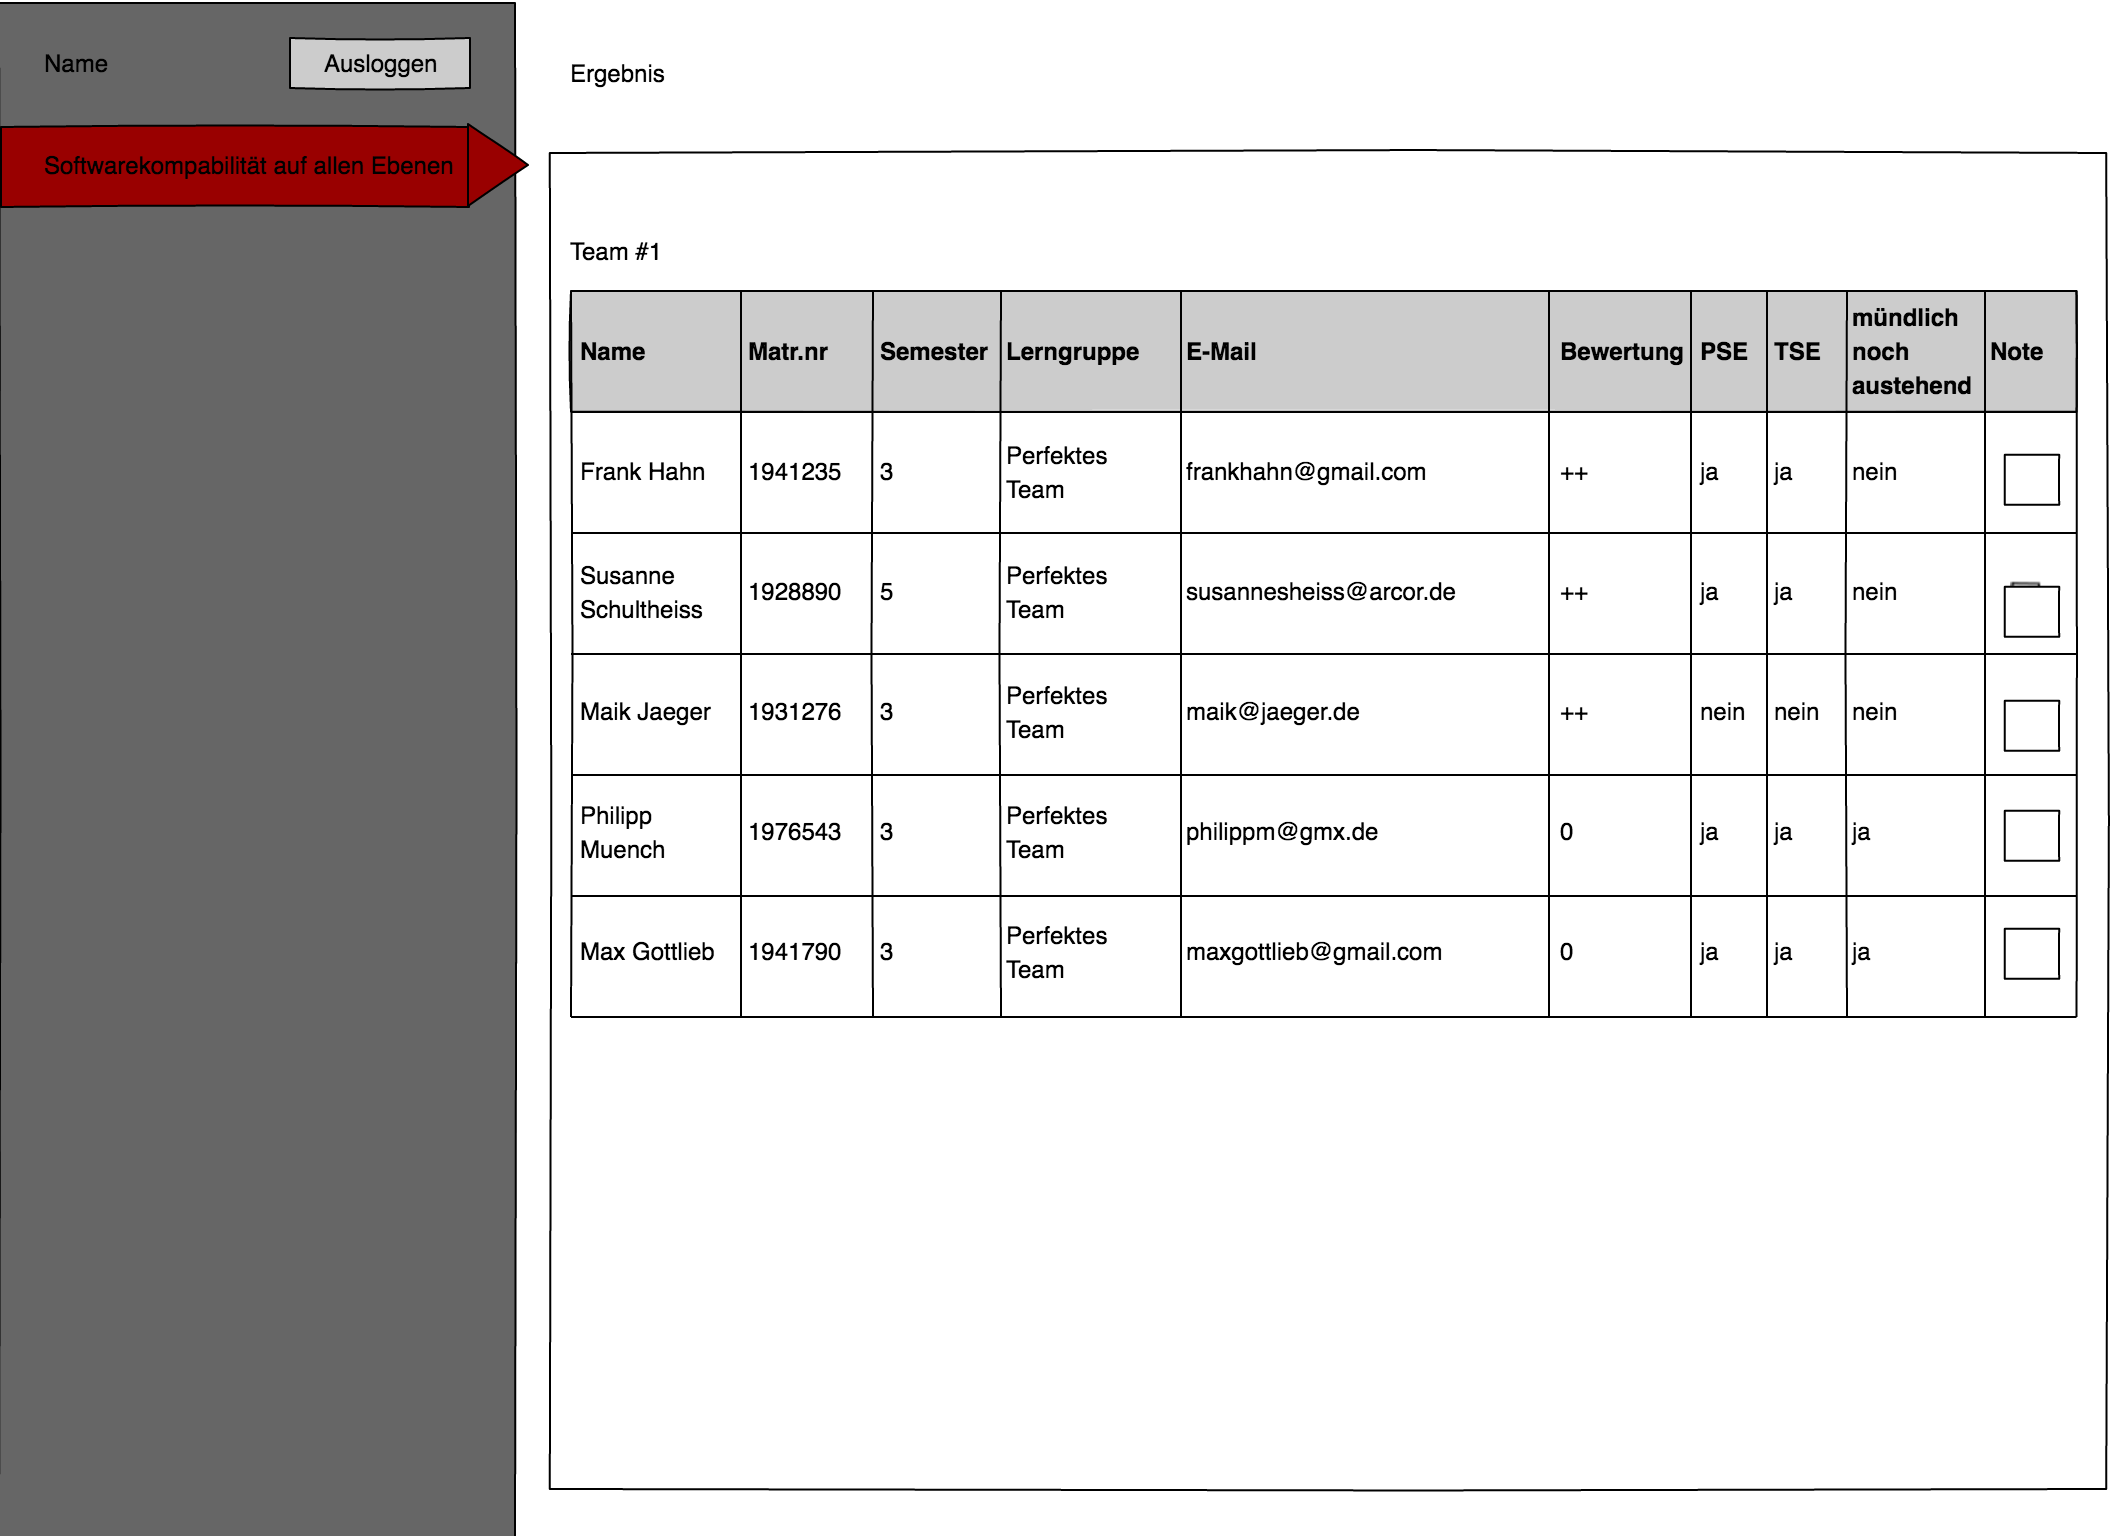 Name
Ausloggen
Softwarekompabilität auf allen Ebenen
Ergebnis
Team #1
Name
Matr.nr
Semester
Lerngruppe
E-Mail
Bewertung
PSE
TSE
mündlich
noch
austehend
Note
Frank Hahn
1941235
3
Perfektes
Team
frankhahn@gmail.com
++
ja
ja
nein
Susanne
Schultheiss
1928890
5
Perfektes
Team
susannesheiss@arcor.de
++
ja
ja
nein
Maik Jaeger
1931276
3
Perfektes
Team
maik@jaeger.de
++
nein
nein
nein
Philipp
Muench
1976543
3
Perfektes
Team
philippm@gmx.de
0
ja
ja
ja
Max Gottlieb
1941790
3
Perfektes
Team
maxgottlieb@gmail.com
0
ja
ja
ja